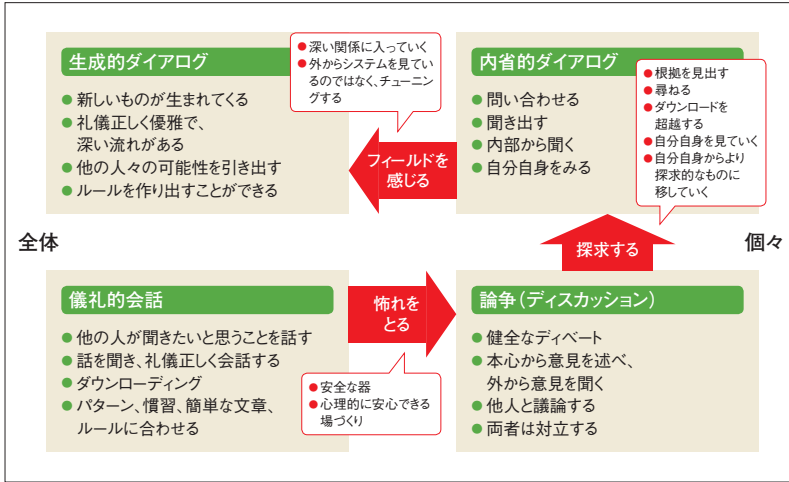 生成的ダイアログ
● 新しいものが生まれてくる
● 礼儀正しく優雅で、
深い流れがある
● 他の人々の可能性を引き出す
● ルールを作り出すことができる
● 深い関係に入っていく
● 外からシステムを見てい
るのではなく、チューニン
グする
フィールドを
感じる
内省的ダイアログ
● 問い合わせる
● 聞き出す
● 内部から聞く
● 自分自身をみる
● 根拠を見出す
● 尋ねる
● ダウンロードを
超越する
● 自分自身を見ていく
● 自分自身からより
探求的なものに
移していく
全体
探求する
個々
儀礼的会話
● 他の人が聞きたいと思うことを話す
● 話を聞き、礼儀正しく会話する
● ダウンローディング
● パターン、慣習、簡単な文章、
ルールに合わせる
怖れを
とる
● 安全な器
● 心理的に安心できる
場づくり
論争（ディスカッション）
● 健全なディベート
● 本心から意見を述べ、
外から意見を聞く
● 他人と議論する
● 両者は対立する